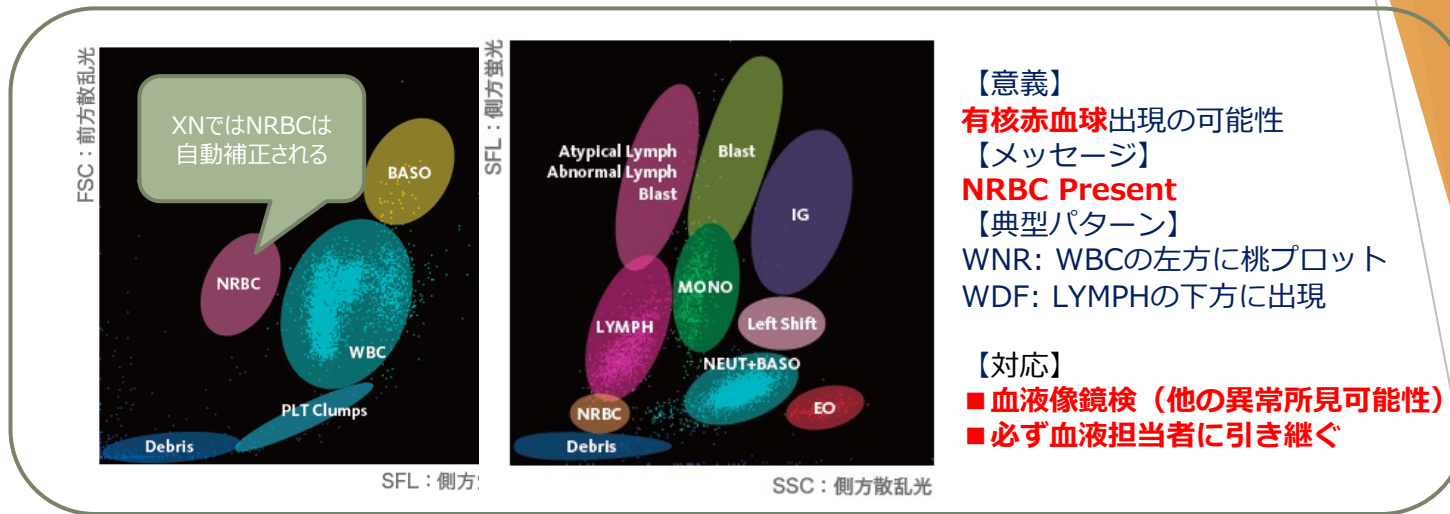 FSC：前方散乱光
XNではNRBCは
自動補正される
BASO
NRBC
WBC
PLT Clumps
Debris
SFL：側方
SFL：側方蛍光
Atypical Lymph
Abnormal Lymph
Blast
Blast
IG
MONO
LYMPH
Left Shift
NEUT+BASO
NRBC
EO
Debris
SSC：側方散乱光
【意義】
有核赤血球出現の可能性
【メッセージ】
NRBC Present
【典型パターン】
WNR: WBCの左方に桃プロット
WDF: LYMPHの下方に出現
【対応】
■血液像鏡検（他の異常所見可能性）
■必ず血液担当者に引き継ぐ